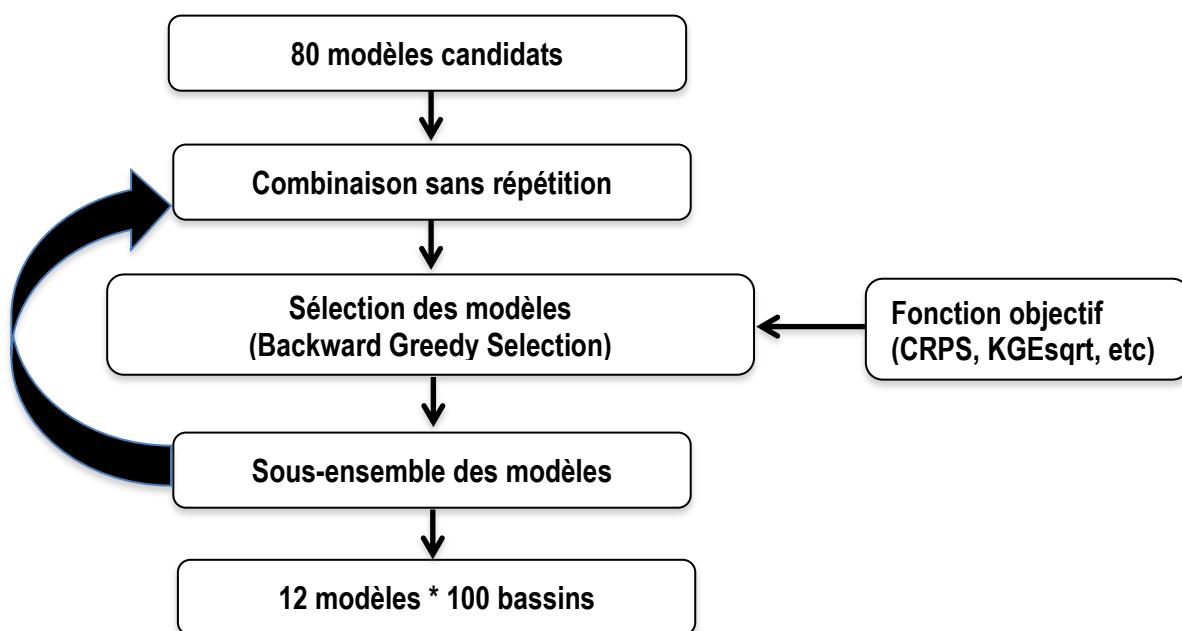 80 modèles candidats
Combinaison sans répétition
Sélection des modèles
(Backward Greedy Selection)
Fonction objectif
(CRPS, KGEsqrt, etc)
Sous-ensemble des modèles
12 modèles * 100 bassins